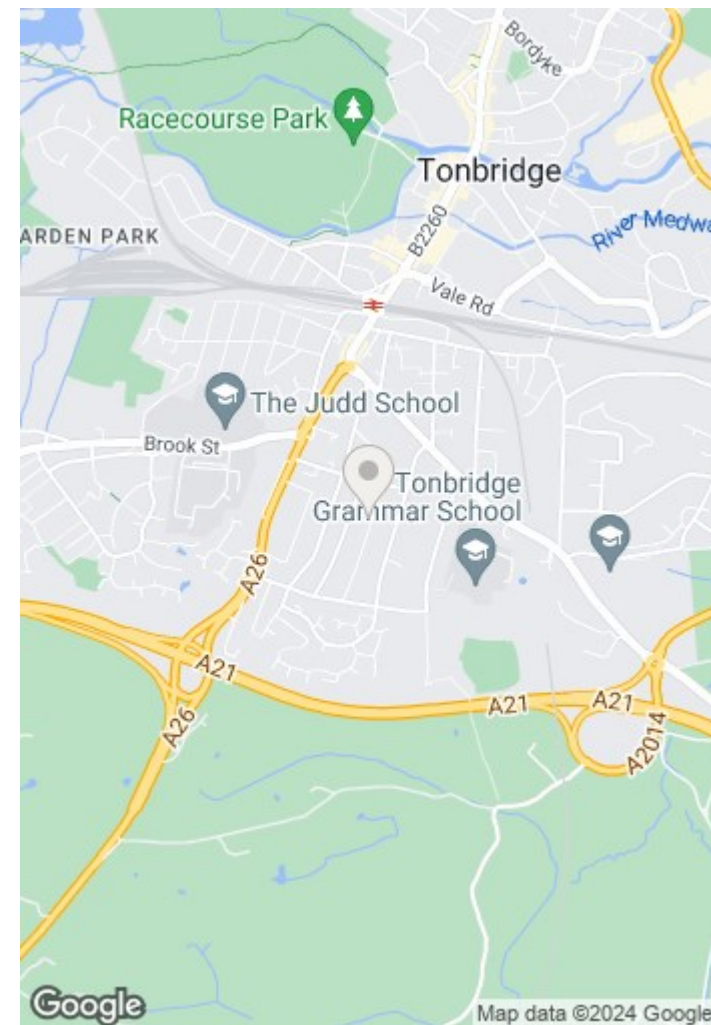 Bordyke
Racecourse Park
Tonbridge
ARDEN PARK
B2260
River Medwa
Vale Rd
The Judd School
Brook St
Tonbridge
Grammar School
A26
A21
A21
A21
A26
A2014
Google
Map data ©2024 Google